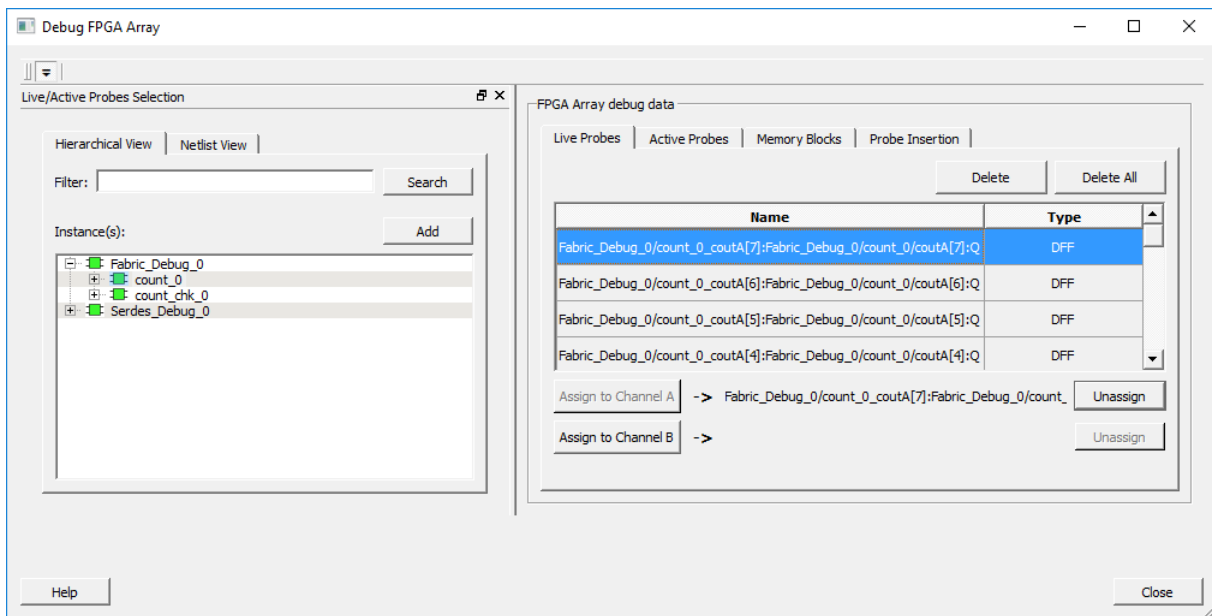 Debug FPGA Array
Live/Active Probes Selection
Hierarchical View Netlist View
Filter: Search
Instance(s): Add
Fabric_Debug_0
count_0
count_chk_0
Serdes_Debug_0
FPGA Array debug data
Live Probes Active Probes Memory Blocks Probe Insertion
Delete Delete All
Name Type
Fabric_Debug_0/count_0_coutA[7]:Fabric_Debug_0/count_0/coutA[7]:Q DFF
Fabric_Debug_0/count_0_coutA[6]:Fabric_Debug_0/count_0/coutA[6]:Q DFF
Fabric_Debug_0/count_0_coutA[5]:Fabric_Debug_0/count_0/coutA[5]:Q DFF
Fabric_Debug_0/count_0_coutA[4]:Fabric_Debug_0/count_0/coutA[4]:Q DFF
Assign to Channel A -> Fabric_Debug_0/count_0_coutA[7]:Fabric_Debug_0/count_ Unassign
Assign to Channel B -> Unassign
Help Close